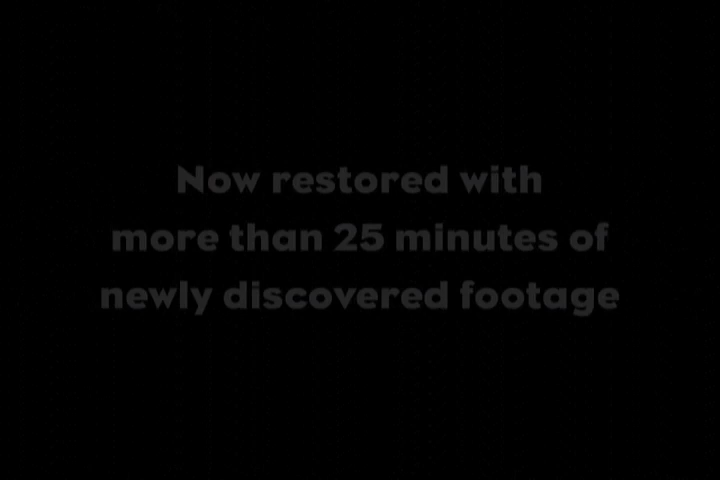 Now restored with
more than 25 minutes of
newly discovered footage